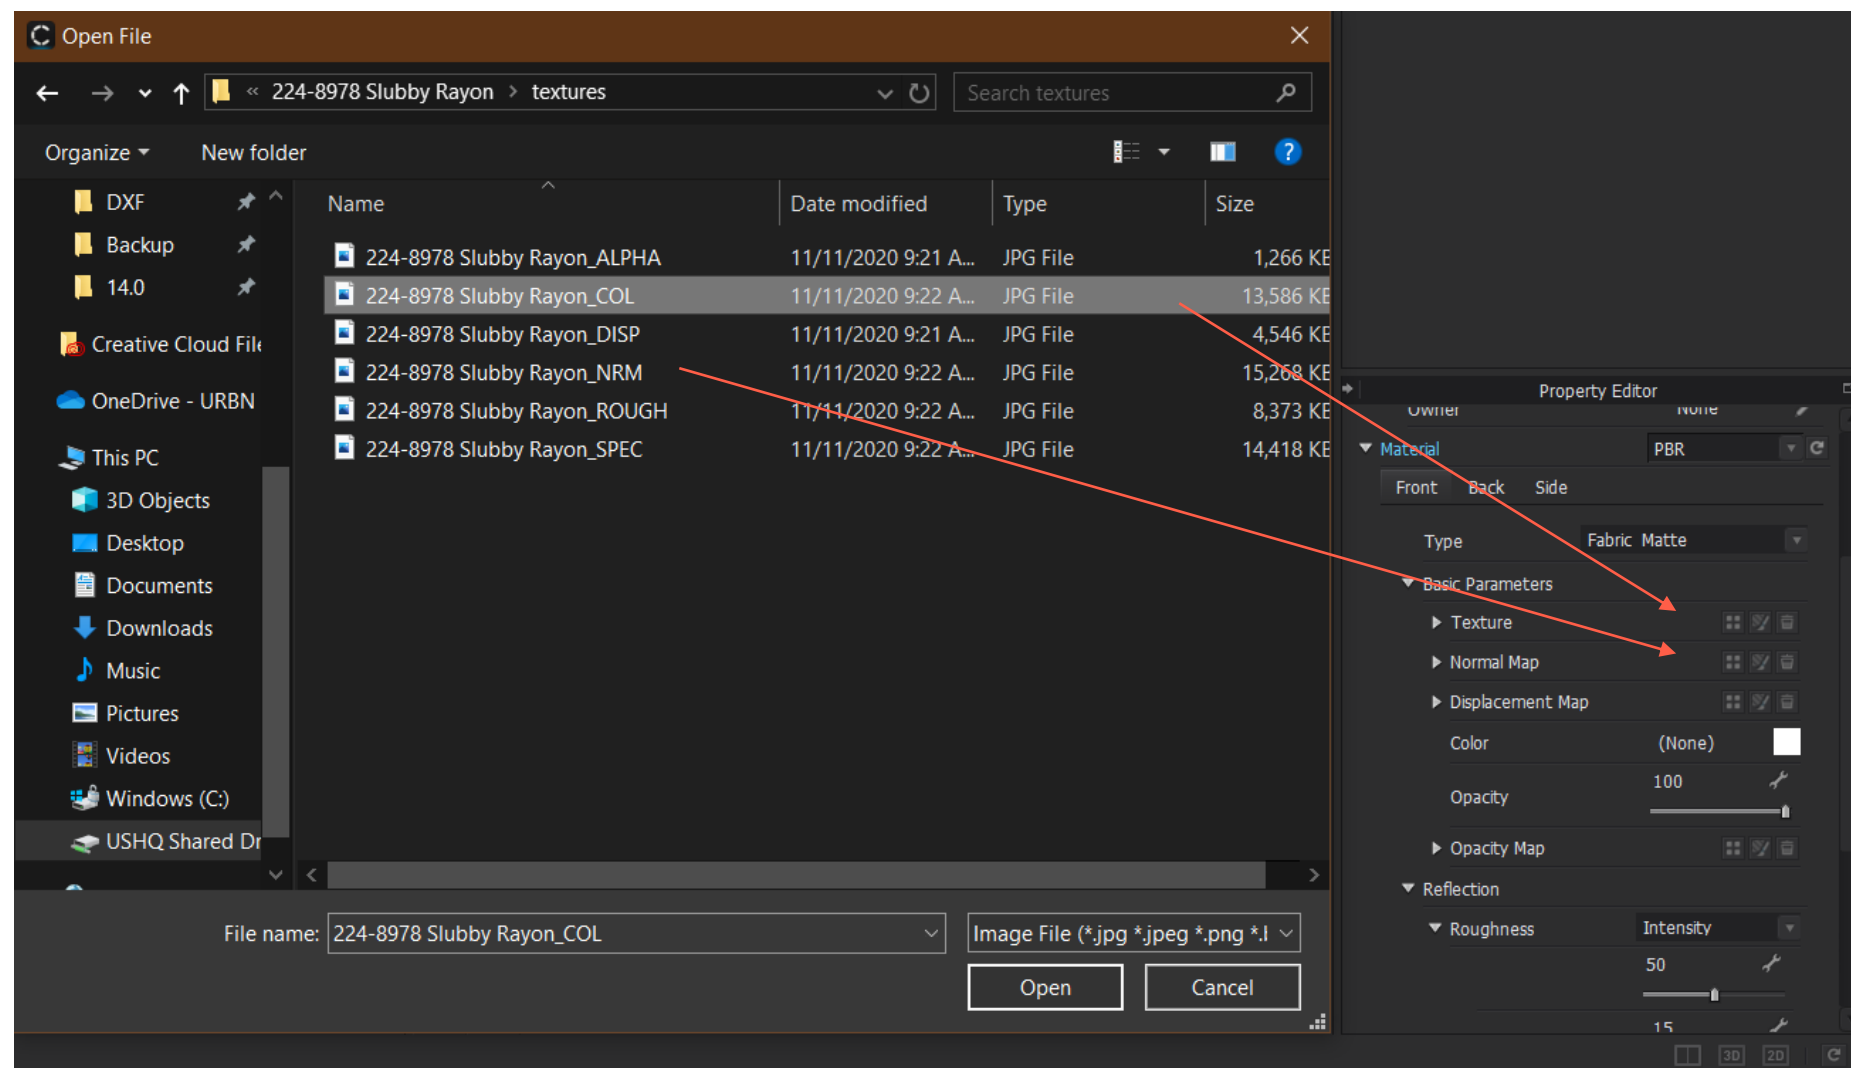 Open File
« 224-8978 Slubby Rayon > textures
Search textures
Organize
New folder
?
DXF
Backup
14.0
Creative Cloud File
OneDrive - URBN
This PC
3D Objects
Desktop
Documents
Downloads
Music
Pictures
Videos
Windows (C:)
USHQ Shared Dr
Name Date modified Type Size
224-8978 Slubby Rayon_ALPHA 11/11/2020 9:21 A... JPG File 1,266 KB
224-8978 Slubby Rayon_COL 11/11/2020 9:22 A... JPG File 13,586 KB
224-8978 Slubby Rayon_DISP 11/11/2020 9:21 A... JPG File 4,546 KB
224-8978 Slubby Rayon_NRM 11/11/2020 9:22 A... JPG File 15,268 KB
224-8978 Slubby Rayon_ROUGH 11/11/2020 9:22 A... JPG File 8,373 KB
224-8978 Slubby Rayon_SPEC 11/11/2020 9:22 A... JPG File 14,418 KB
File name: 224-8978 Slubby Rayon_COL
Image File (*.jpg *.jpeg *.png *.
Open
Cancel
Property Editor
Owner None
Material PBR
Front Back Side
Type Fabric Matte
Basic Parameters
Texture
Normal Map
Displacement Map
Color (None)
Opacity 100
Opacity Map
Reflection
Roughness Intensity
50
15
3D 2D